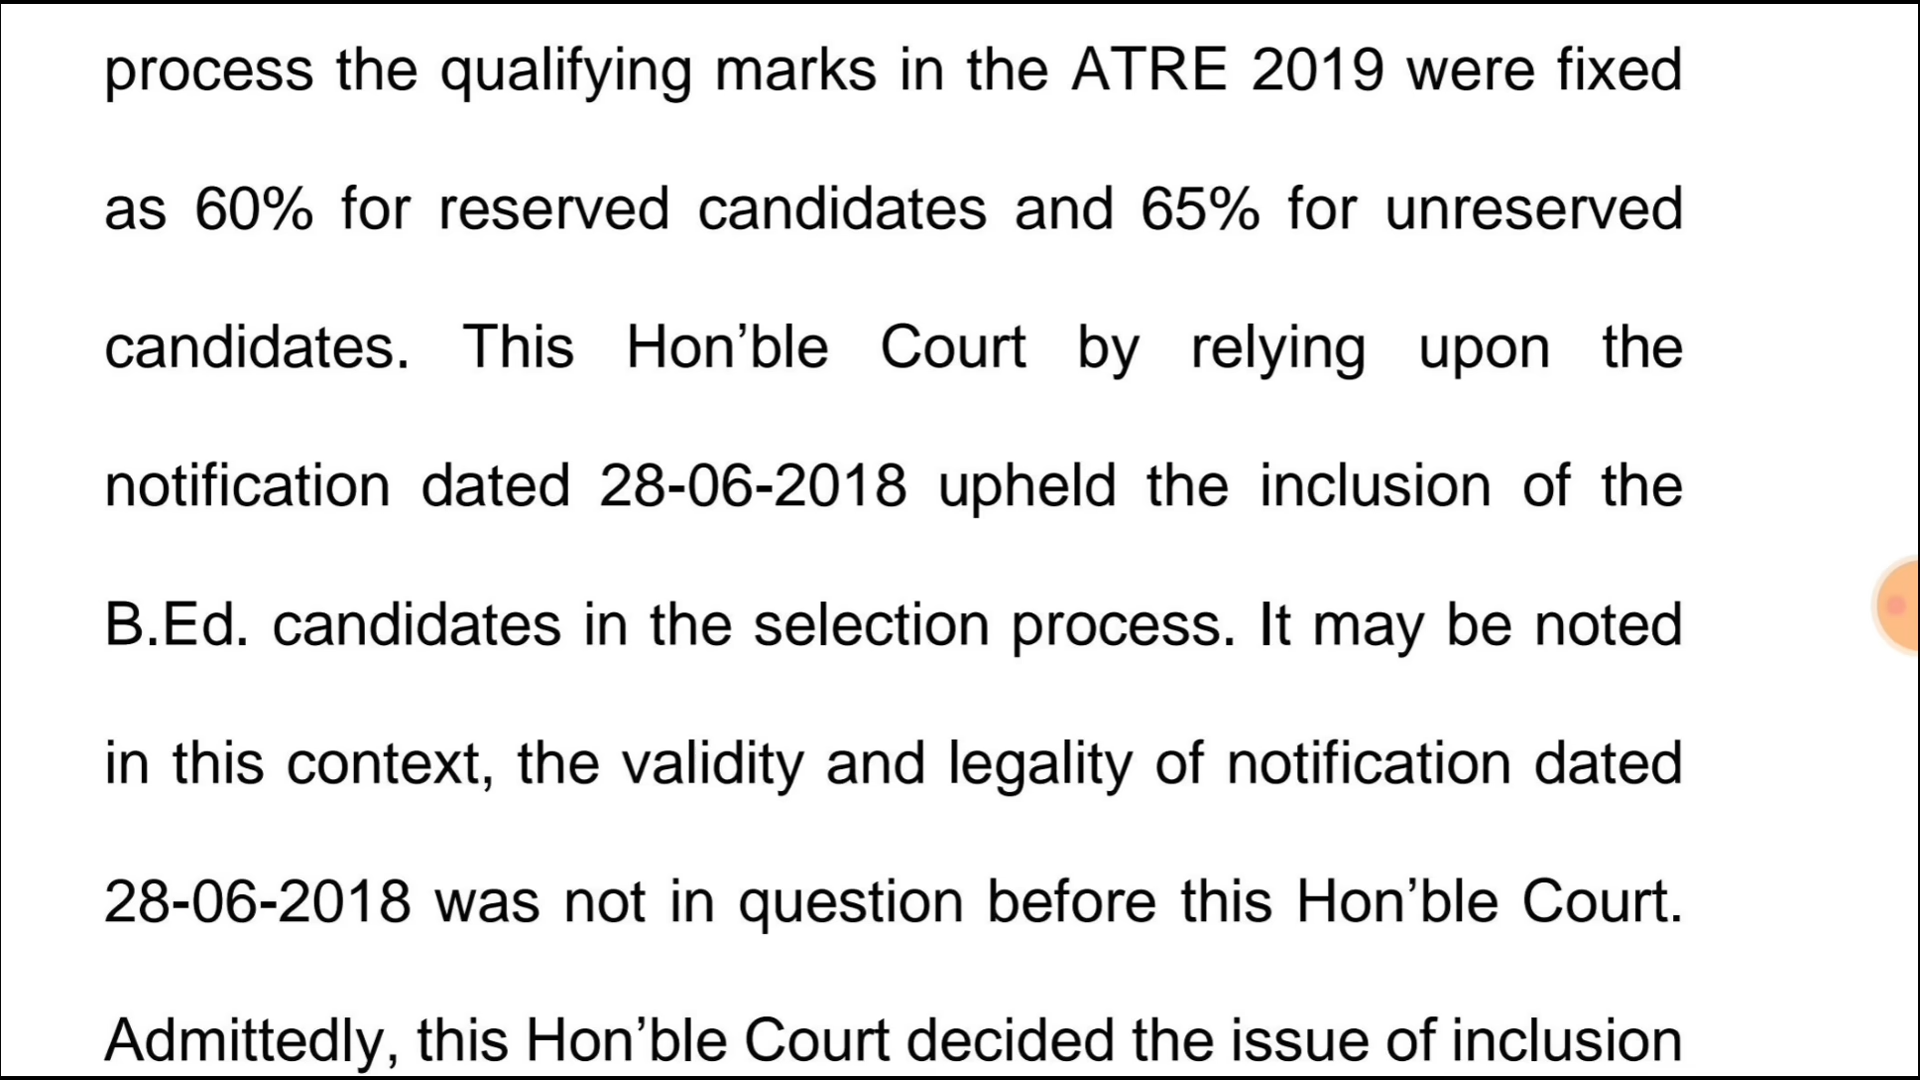 process the qualifying marks in the ATRE 2019 were fixed
as 60% for reserved candidates and 65% for unreserved
candidates. This Hon’ble Court by relying upon the
notification dated 28-06-2018 upheld the inclusion of the
B.Ed. candidates in the selection process. It may be noted
in this context, the validity and legality of notification dated
28-06-2018 was not in question before this Hon’ble Court.
Admittedly, this Hon’ble Court decided the issue of inclusion